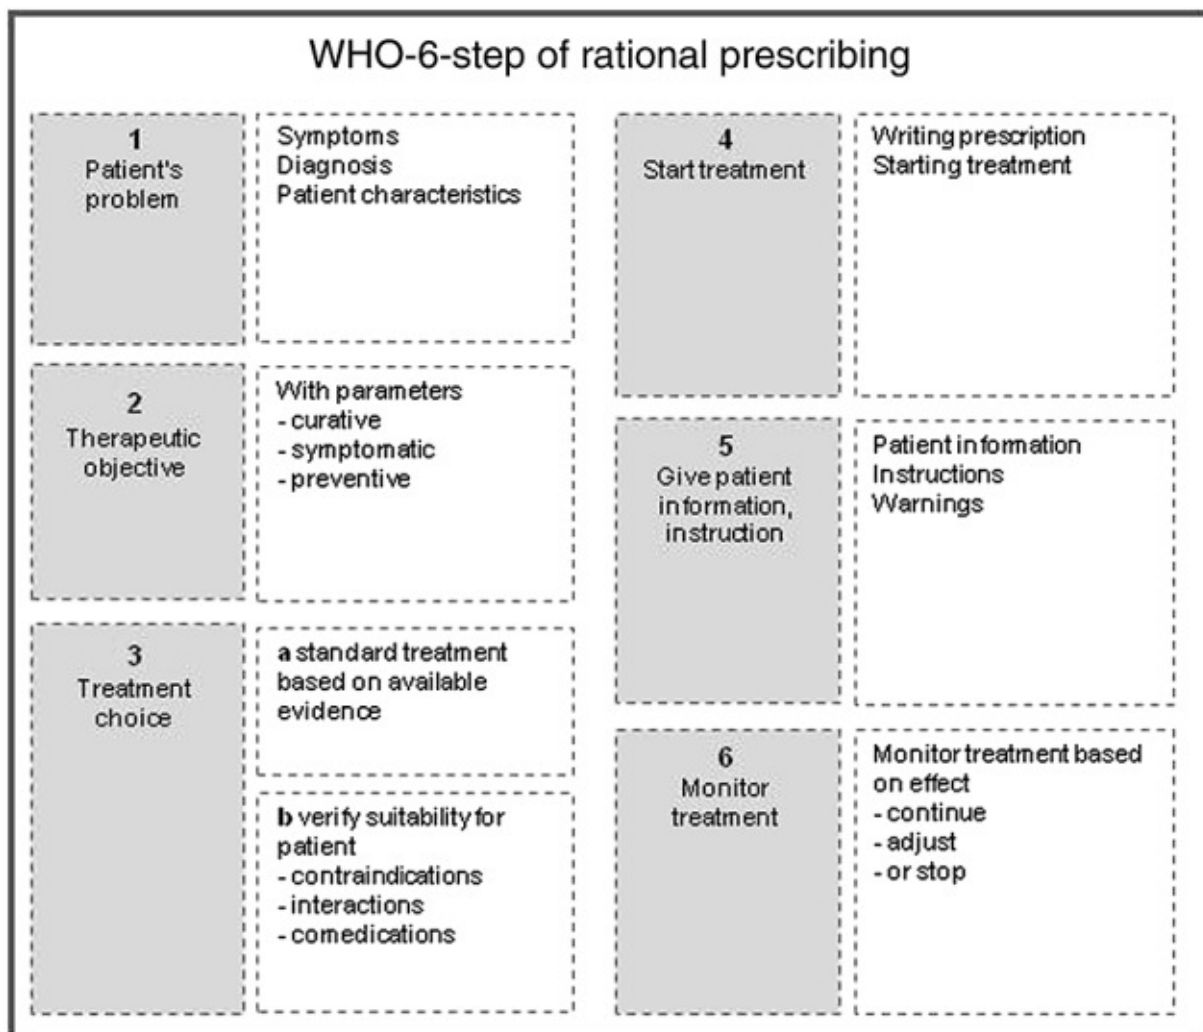 WHO-6-step of rational prescribing
1
Patient's
problem
Symptoms
Diagnosis
Patient characteristics
2
Therapeutic
objective
With parameters
- curative
- symptomatic
- preventive
3
Treatment
choice
a standard treatment
based on available
evidence
b verify suitability for
patient
- contraindications
- interactions
- comedications
4
Start treatment
Writing prescription
Starting treatment
5
Give patient
information,
instruction
Patient information
Instructions
Warnings
6
Monitor
treatment
Monitor treatment based
on effect
- continue
- adjust
- or stop